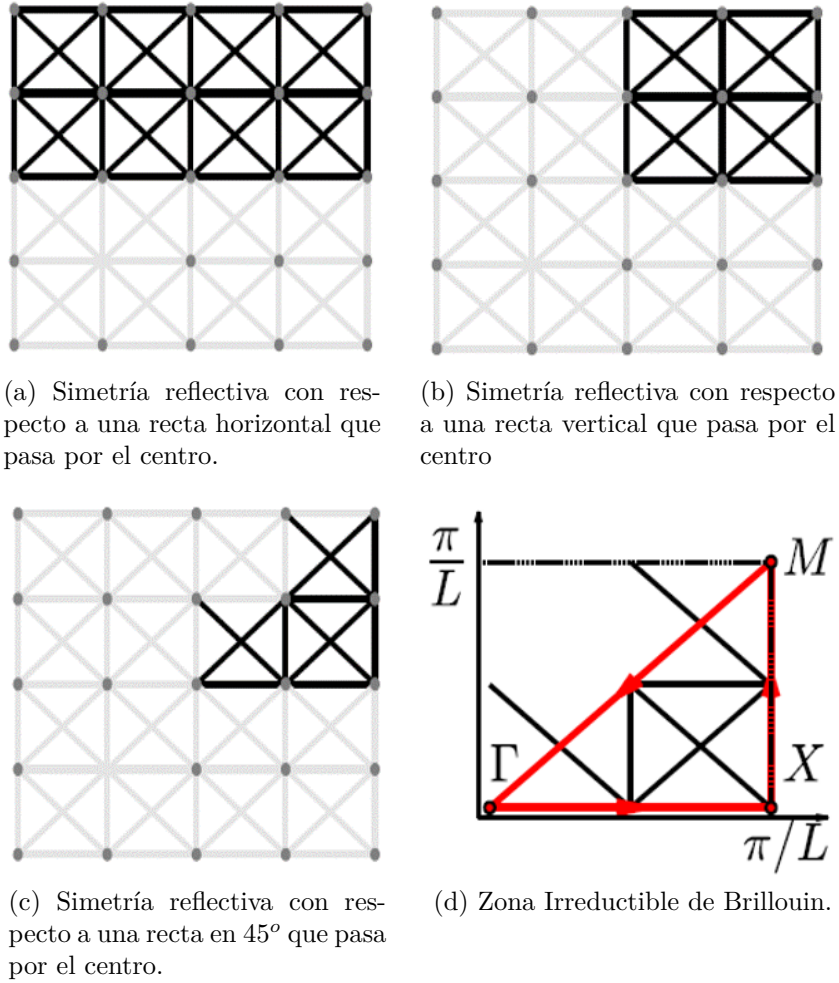 (a) Simetría reflectiva con res-
pecto a una recta horizontal que
pasa por el centro.
(b) Simetría reflectiva con respecto
a una recta vertical que pasa por el
centro
π/L
M
Γ
X
π/L
(c) Simetría reflectiva con res-
pecto a una recta en 45º que pasa
por el centro.
(d) Zona Irreductible de Brillouin.